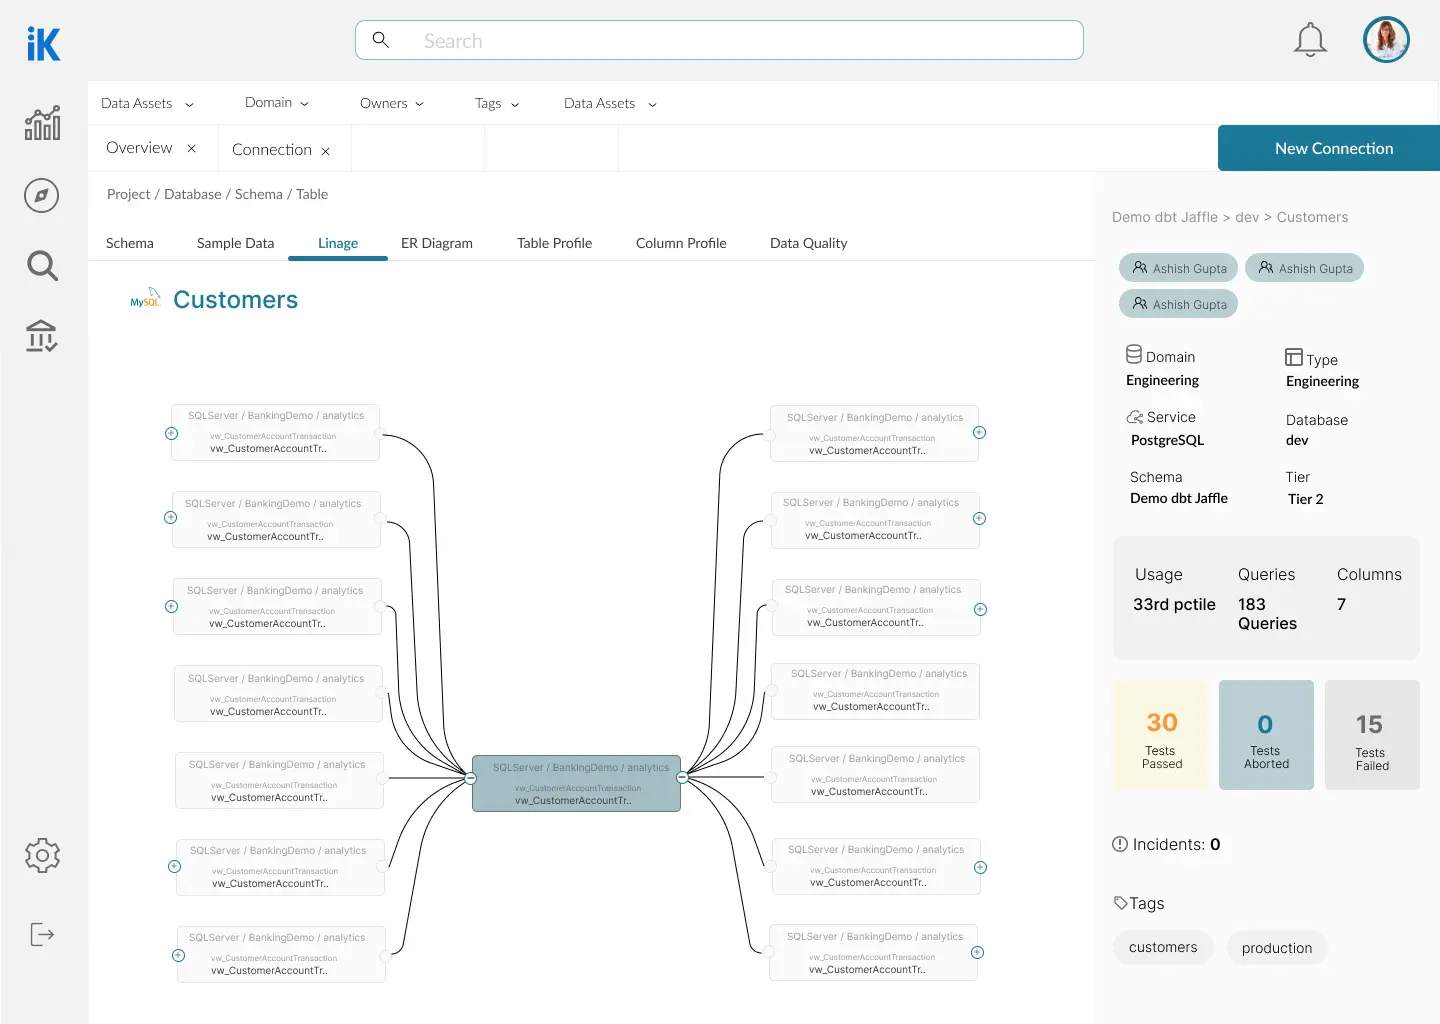 iK
Search
Data Assets
Domain
Owners
Tags
Data Assets
Overview
Connection
New Connection
Project / Database / Schema / Table
Schema
Sample Data
Linage
ER Diagram
Table Profile
Column Profile
Data Quality
MySQL
Customers
SQLServer / BankingDemo / analytics
vw_CustomerAccountTransaction
vw_CustomerAccountTr..
SQLServer / BankingDemo / analytics
vw_CustomerAccountTransaction
vw_CustomerAccountTr..
SQLServer / BankingDemo / analytics
vw_CustomerAccountTransaction
vw_CustomerAccountTr..
SQLServer / BankingDemo / analytics
vw_CustomerAccountTransaction
vw_CustomerAccountTr..
SQLServer / BankingDemo / analytics
vw_CustomerAccountTransaction
vw_CustomerAccountTr..
SQLServer / BankingDemo / analytics
vw_CustomerAccountTransaction
vw_CustomerAccountTr..
SQLServer / BankingDemo / analytics
vw_CustomerAccountTransaction
vw_CustomerAccountTr..
SQLServer / BankingDemo / analytics
vw_CustomerAccountTransaction
vw_CustomerAccountTr..
SQLServer / BankingDemo / analytics
vw_CustomerAccountTransaction
vw_CustomerAccountTr..
SQLServer / BankingDemo / analytics
vw_CustomerAccountTransaction
vw_CustomerAccountTr..
SQLServer / BankingDemo / analytics
vw_CustomerAccountTransaction
vw_CustomerAccountTr..
SQLServer / BankingDemo / analytics
vw_CustomerAccountTransaction
vw_CustomerAccountTr..
SQLServer / BankingDemo / analytics
vw_CustomerAccountTransaction
vw_CustomerAccountTr..
SQLServer / BankingDemo / analytics
vw_CustomerAccountTransaction
vw_CustomerAccountTr..
SQLServer / BankingDemo / analytics
vw_CustomerAccountTransaction
vw_CustomerAccountTr..
Demo dbt Jaffle > dev > Customers
Ashish Gupta
Ashish Gupta
Ashish Gupta
Domain
Engineering
Type
Engineering
Service
PostgreSQL
Database
dev
Schema
Demo dbt Jaffle
Tier
Tier 2
Usage
33rd pctile
Queries
183
Queries
Columns
7
30
Tests
Passed
0
Tests
Aborted
15
Tests
Failed
Incidents: 0
Tags
customers
production